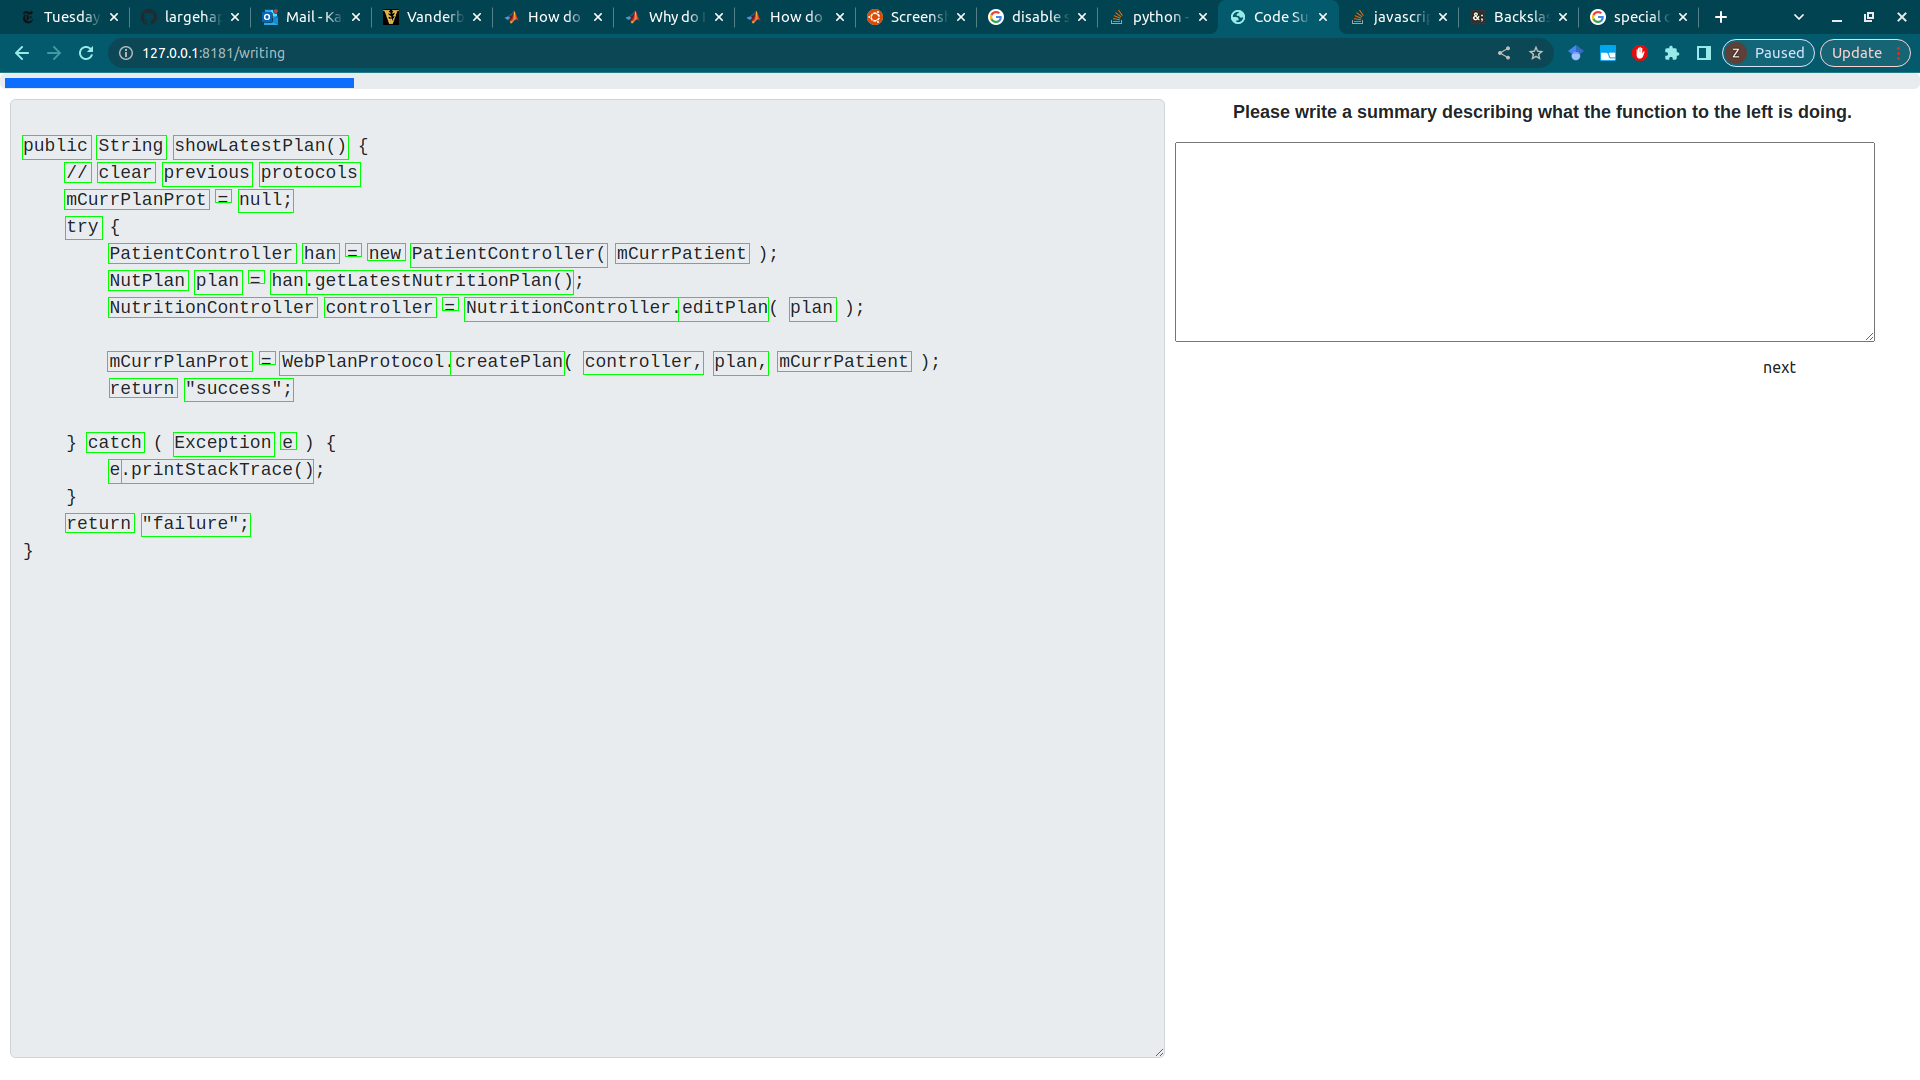 Tuesday
largehap
Mail - Ka
Vanderb
How do
Why do
How do
Screensh
disable s
python -
Code Su
javascrip
Backslas
special c
127.0.0.1:8181/writing
Z Paused
Update
Please write a summary describing what the function to the left is doing.
public String showLatestPlan() {
// clear previous protocols
mCurrPlanProt = null;
try {
PatientController han = new PatientController( mCurrPatient );
NutPlan plan = han.getLatestNutritionPlan();
NutritionController controller = NutritionController.editPlan( plan );
mCurrPlanProt = WebPlanProtocol.createPlan( controller, plan, mCurrPatient );
return "success";
} catch ( Exception e ) {
e.printStackTrace();
}
return "failure";
}
next